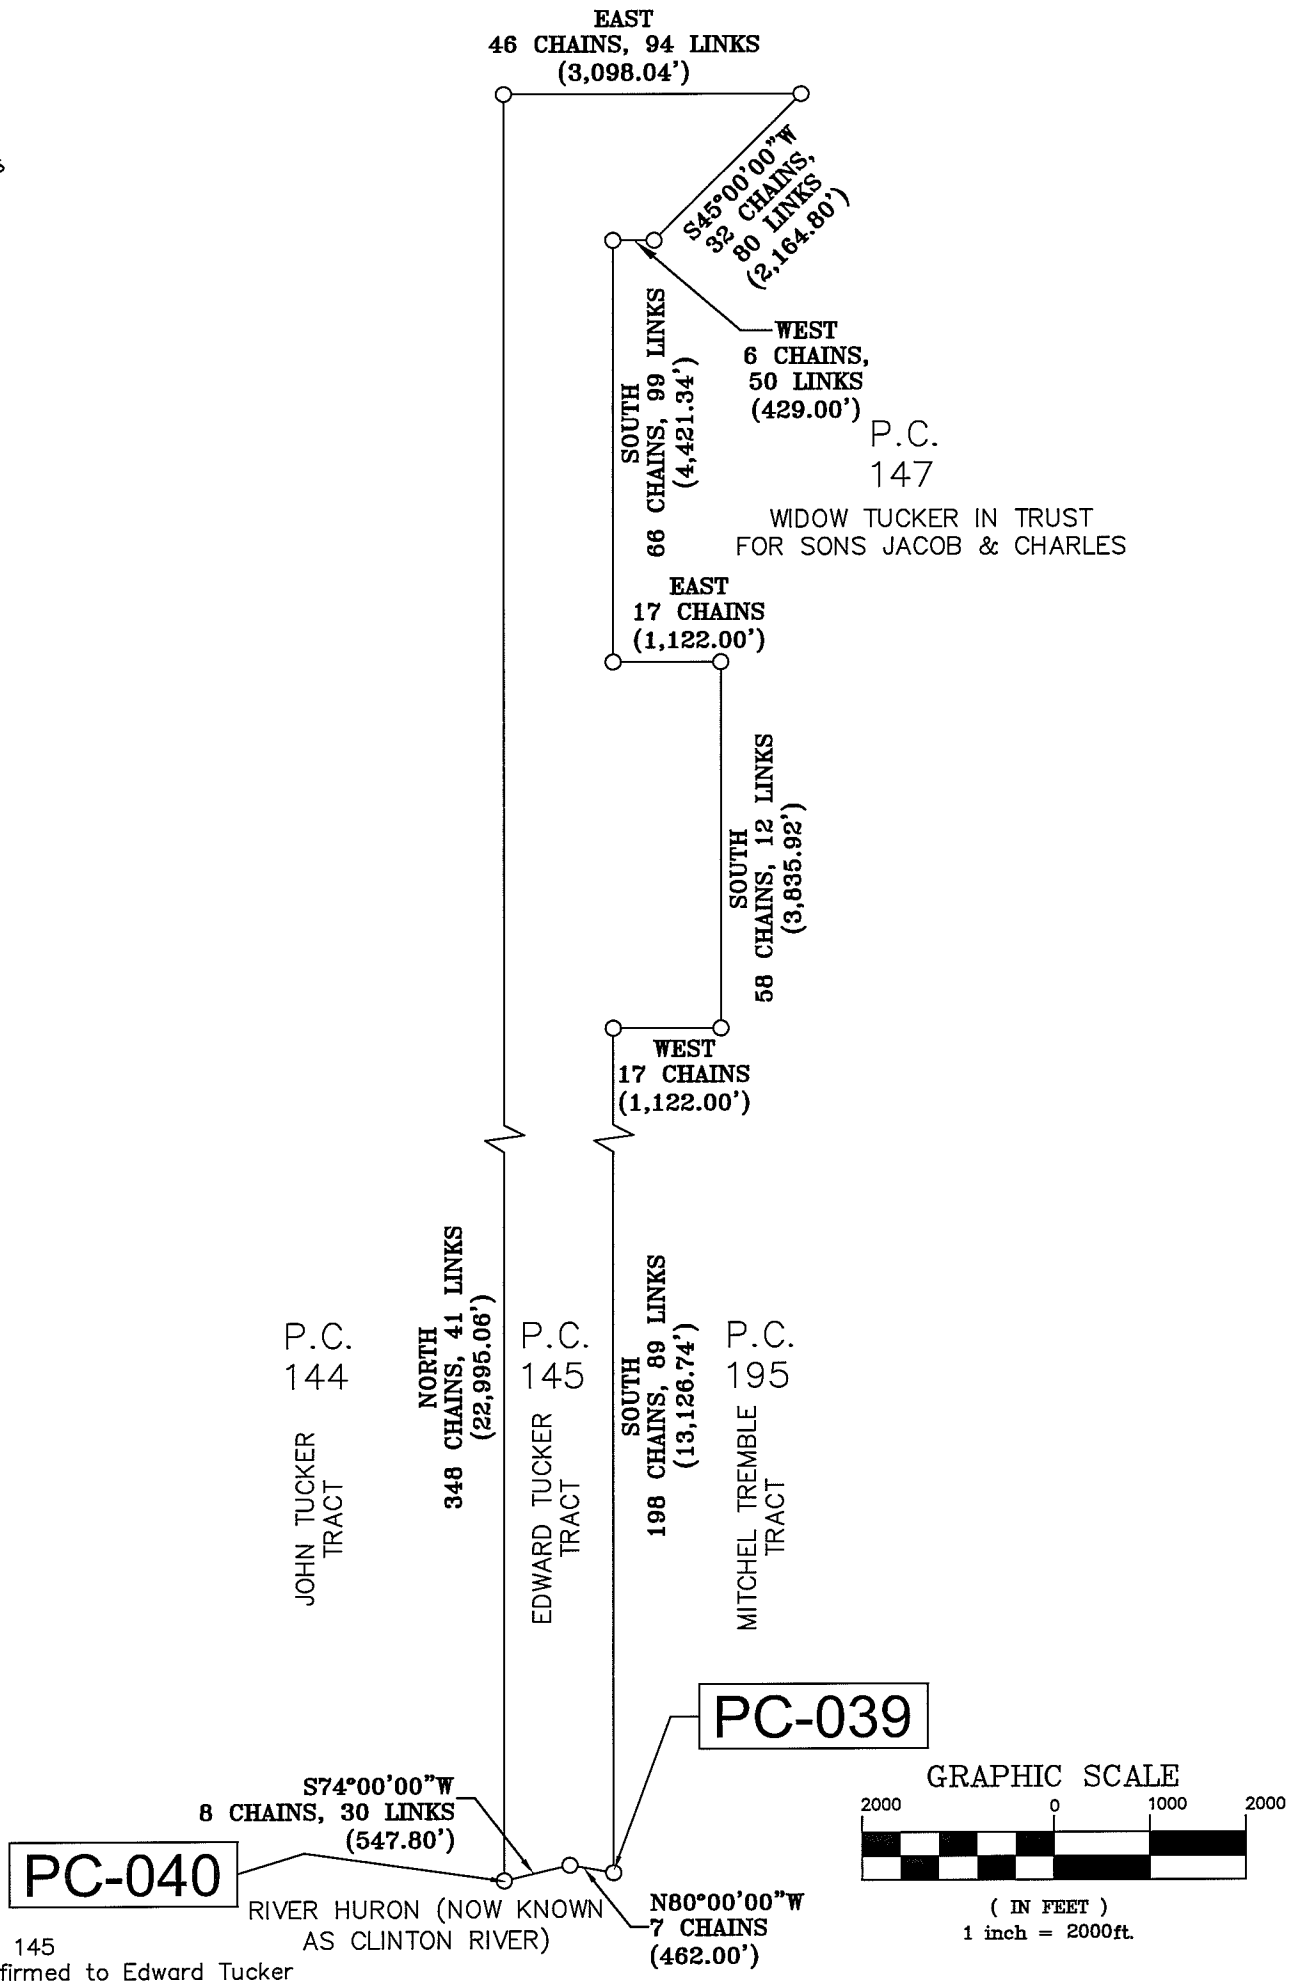 EAST
46 CHAINS, 94 LINKS
(3,098.04')
S45°00'00"W
32 CHAINS,
80 LINKS
(2,164.80')
WEST
6 CHAINS,
50 LINKS
(429.00')
SOUTH
66 CHAINS, 99 LINKS
(4,421.34')
P.C.
147
WIDOW TUCKER IN TRUST
FOR SONS JACOB & CHARLES
EAST
17 CHAINS
(1,122.00')
SOUTH
58 CHAINS, 12 LINKS
(3,835.92')
WEST
17 CHAINS
(1,122.00')
P.C.
144
JOHN TUCKER
TRACT
NORTH
348 CHAINS, 41 LINKS
(22,995.06')
P.C.
145
EDWARD TUCKER
TRACT
SOUTH
198 CHAINS, 89 LINKS
(13,126.74')
P.C.
195
MITCHEL TREMBLE
TRACT
PC-039
S74°00'00"W
8 CHAINS, 30 LINKS
(547.80')
PC-040
RIVER HURON (NOW KNOWN
AS CLINTON RIVER)
N80°00'00"W
7 CHAINS
(462.00')
GRAPHIC SCALE
2000 0 1000 2000
( IN FEET )
1 inch = 2000ft.
145
firmed to Edward Tucker